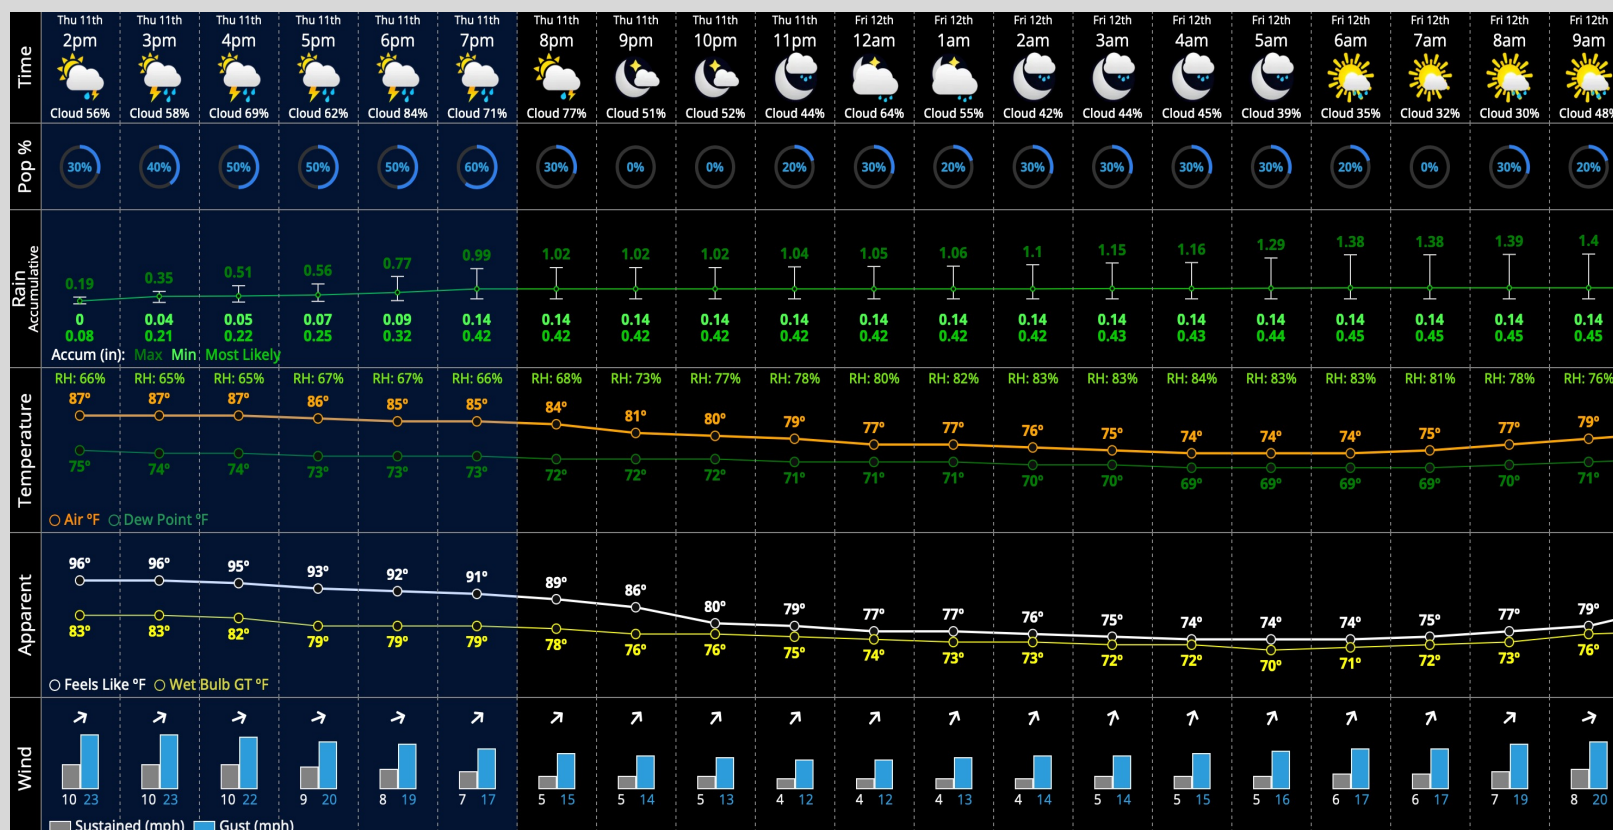 Thu 11th Thu 11th Thu 11th Thu 11th Thu 11th Thu 11th Thu 11th Thu 11th Thu 11th Thu 11th Fri 12th Fri 12th Fri 12th Fri 12th Fri 12th Fri 12th Fri 12th Fri 12th Fri 12th Fri 12th
2pm 3pm 4pm 5pm 6pm 7pm 8pm 9pm 10pm 11pm 12am 1am 2am 3am 4am 5am 6am 7am 8am 9am
Time
Cloud 56% Cloud 58% Cloud 69% Cloud 62% Cloud 84% Cloud 71% Cloud 77% Cloud 51% Cloud 52% Cloud 44% Cloud 64% Cloud 55% Cloud 42% Cloud 44% Cloud 45% Cloud 39% Cloud 35% Cloud 32% Cloud 30% Cloud 48%
Pop %
30% 40% 50% 50% 50% 60% 30% 0% 0% 20% 30% 20% 30% 30% 30% 30% 20% 0% 30% 20%
Rain
Accumulative
0.19 0.35 0.51 0.56 0.77 0.99 1.02 1.02 1.02 1.04 1.05 1.06 1.1 1.15 1.16 1.29 1.38 1.38 1.39 1.4
0 0.04 0.05 0.07 0.09 0.14 0.14 0.14 0.14 0.14 0.14 0.14 0.14 0.14 0.14 0.14 0.14 0.14 0.14 0.14
0.08 0.21 0.22 0.25 0.32 0.42 0.42 0.42 0.42 0.42 0.42 0.42 0.42 0.43 0.43 0.44 0.45 0.45 0.45 0.45
Accum (in): Max Min Most Likely
Temperature
RH: 66% RH: 65% RH: 65% RH: 67% RH: 67% RH: 66% RH: 68% RH: 73% RH: 77% RH: 78% RH: 80% RH: 82% RH: 83% RH: 83% RH: 84% RH: 83% RH: 83% RH: 81% RH: 78% RH: 76%
87° 87° 87° 86° 85° 85° 84° 81° 80° 79° 77° 77° 76° 75° 74° 74° 74° 75° 77° 79°
75° 74° 74° 73° 73° 73° 72° 72° 72° 71° 71° 71° 70° 70° 69° 69° 69° 69° 70° 71°
Air °F Dew Point °F
Apparent
96° 96° 95° 93° 92° 91° 89° 86° 80° 79° 77° 77° 76° 75° 74° 74° 74° 75° 77° 79°
83° 83° 82° 79° 79° 79° 78° 76° 76° 75° 74° 73° 73° 72° 72° 70° 71° 72° 73° 76°
Feels Like °F Wet Bulb GT °F
Wind
10 23 10 23 10 22 9 20 8 19 7 17 5 15 5 14 5 13 4 12 4 12 4 13 4 14 5 14 5 15 5 16 6 17 6 17 7 19 8 20
Sustained (mph) Gust (mph)